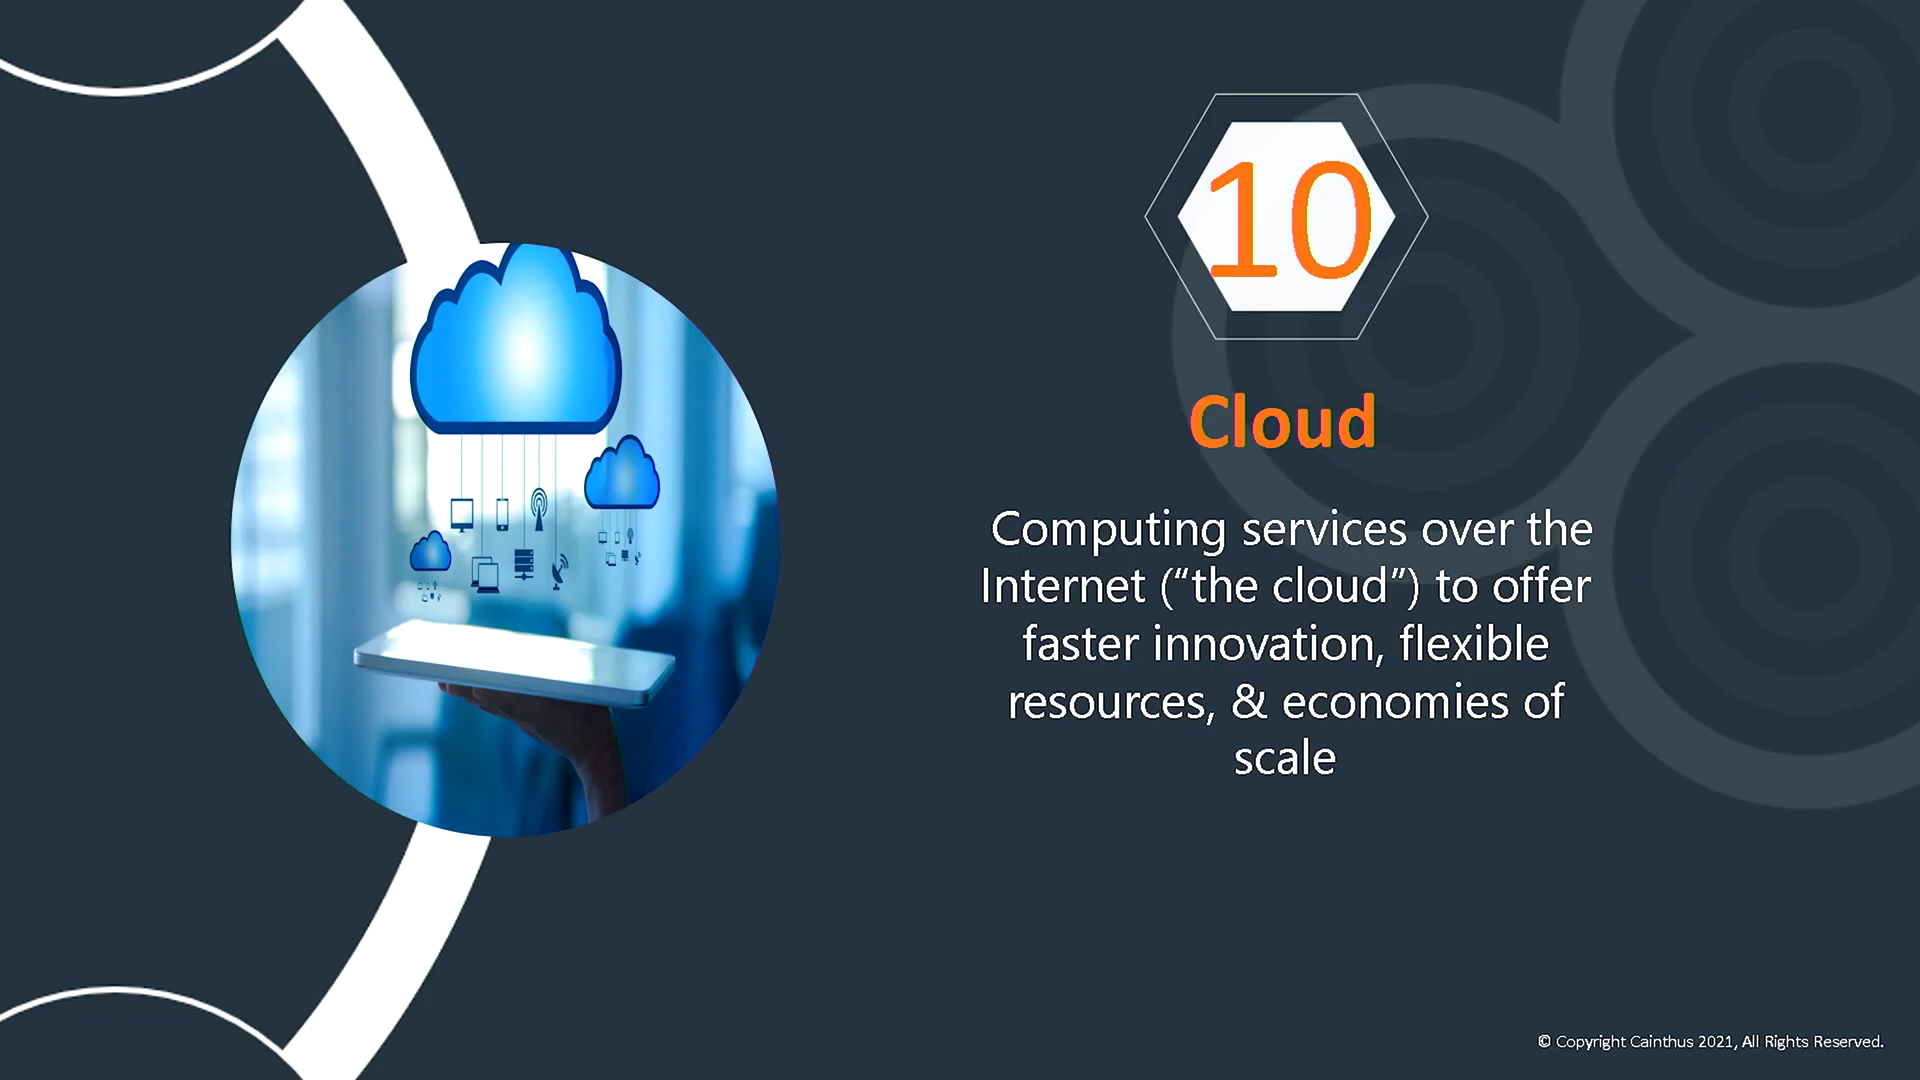 10
Cloud
Computing services over the
Internet (“the cloud”) to offer
faster innovation, flexible
resources, & economies of
scale
© Copyright Cainthus 2021, All Rights Reserved.